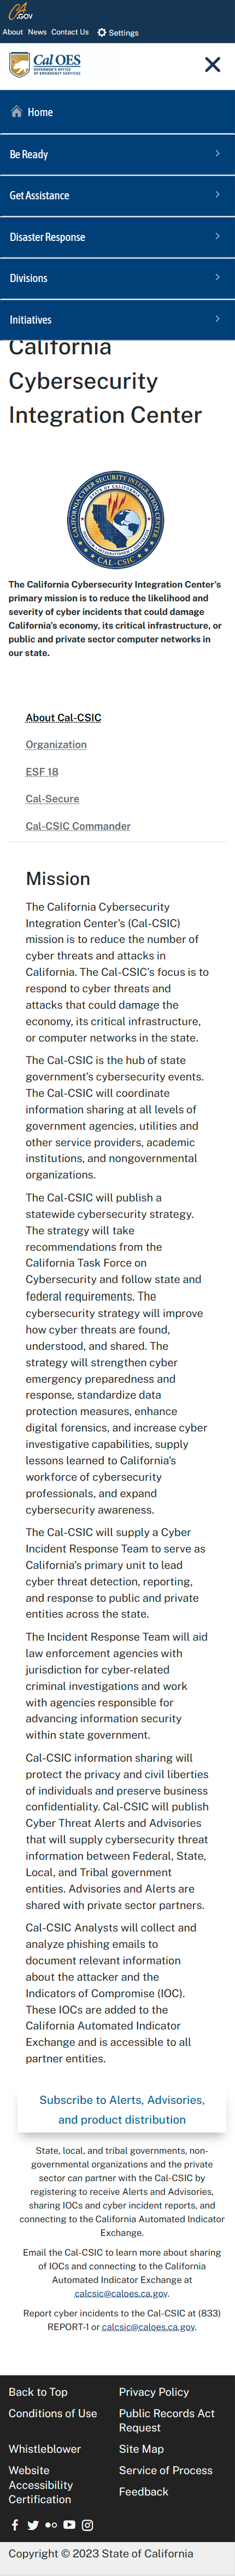 CA.GOV
About News Contact Us Settings
Cal OES
GOVERNOR'S OFFICE
OF EMERGENCY SERVICES
Home
Be Ready
Get Assistance
Disaster Response
Divisions
Initiatives
California
Cybersecurity
Integration Center
CALIFORNIA CYBERSECURITY INTEGRATION CENTER
STATE OF CALIFORNIA
CAL-CSIC
The California Cybersecurity Integration Center's
primary mission is to reduce the likelihood and
severity of cyber incidents that could damage
California's economy, its critical infrastructure, or
public and private sector computer networks in
our state.
About Cal-CSIC
Organization
ESF 18
Cal-Secure
Cal-CSIC Commander
Mission
The California Cybersecurity
Integration Center's (Cal-CSIC)
mission is to reduce the number of
cyber threats and attacks in
California. The Cal-CSIC's focus is to
respond to cyber threats and
attacks that could damage the
economy, its critical infrastructure,
or computer networks in the state.
The Cal-CSIC is the hub of state
government's cybersecurity events.
The Cal-CSIC will coordinate
information sharing at all levels of
government agencies, utilities and
other service providers, academic
institutions, and nongovernmental
organizations.
The Cal-CSIC will publish a
statewide cybersecurity strategy.
The strategy will take
recommendations from the
California Task Force on
Cybersecurity and follow state and
federal requirements. The
cybersecurity strategy will improve
how cyber threats are found,
understood, and shared. The
strategy will strengthen cyber
emergency preparedness and
response, standardize data
protection measures, enhance
digital forensics, and increase cyber
investigative capabilities, supply
lessons learned to California's
workforce of cybersecurity
professionals, and expand
cybersecurity awareness.
The Cal-CSIC will supply a Cyber
Incident Response Team to serve as
California's primary unit to lead
cyber threat detection, reporting,
and response to public and private
entities across the state.
The Incident Response Team will aid
law enforcement agencies with
jurisdiction for cyber-related
criminal investigations and work
with agencies responsible for
advancing information security
within state government.
Cal-CSIC information sharing will
protect the privacy and civil liberties
of individuals and preserve business
confidentiality. Cal-CSIC will publish
Cyber Threat Alerts and Advisories
that will supply cybersecurity threat
information between Federal, State,
Local, and Tribal government
entities. Advisories and Alerts are
shared with private sector partners.
Cal-CSIC Analysts will collect and
analyze phishing emails to
document relevant information
about the attacker and the
Indicators of Compromise (IOC).
These IOCs are added to the
California Automated Indicator
Exchange and is accessible to all
partner entities.
Subscribe to Alerts, Advisories,
and product distribution
State, local, and tribal governments, non-
governmental organizations and the private
sector can partner with the Cal-CSIC by
registering to receive Alerts and Advisories,
sharing IOCs and cyber incident reports, and
connecting to the California Automated Indicator
Exchange.
Email the Cal-CSIC to learn more about sharing
of IOCs and connecting to the California
Automated Indicator Exchange at
calcsic@caloes.ca.gov.
Report cyber incidents to the Cal-CSIC at (833)
REPORT-1 or calcsic@caloes.ca.gov.
Back to Top
Privacy Policy
Conditions of Use
Public Records Act
Request
Whistleblower
Site Map
Website
Accessibility
Certification
Service of Process
Feedback
Copyright © 2023 State of California